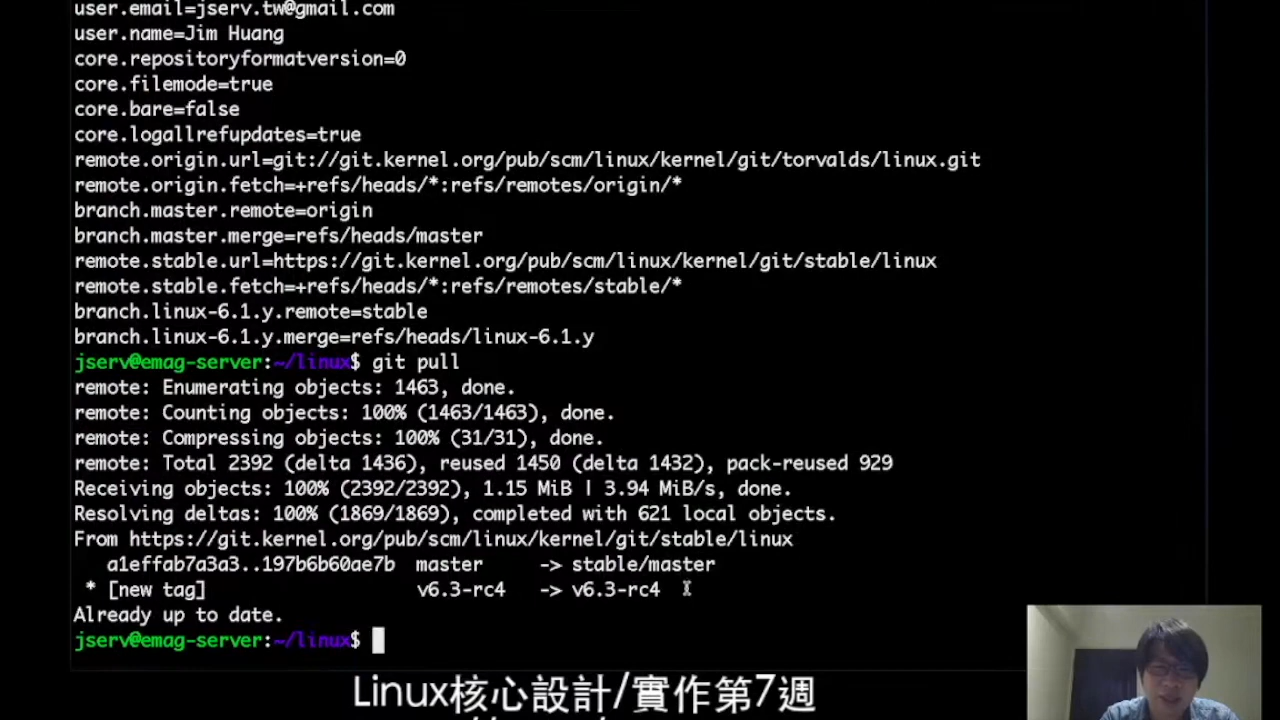 user.email=jserv.tw@gmail.com
user.name=Jim Huang
core.repositoryformatversion=0
core.filemode=true
core.bare=false
core.logallrefupdates=true
remote.origin.url=git://git.kernel.org/pub/scm/linux/kernel/git/torvalds/linux.git
remote.origin.fetch=+refs/heads/*:refs/remotes/origin/*
branch.master.remote=origin
branch.master.merge=refs/heads/master
remote.stable.url=https://git.kernel.org/pub/scm/linux/kernel/git/stable/linux
remote.stable.fetch=+refs/heads/*:refs/remotes/stable/*
branch.linux-6.1.y.remote=stable
branch.linux-6.1.y.merge=refs/heads/linux-6.1.y
jserv@emag-server:~/linux$ git pull
remote: Enumerating objects: 1463, done.
remote: Counting objects: 100% (1463/1463), done.
remote: Compressing objects: 100% (31/31), done.
remote: Total 2392 (delta 1436), reused 1450 (delta 1432), pack-reused 929
Receiving objects: 100% (2392/2392), 1.15 MiB | 3.94 MiB/s, done.
Resolving deltas: 100% (1869/1869), completed with 621 local objects.
From https://git.kernel.org/pub/scm/linux/kernel/git/stable/linux
a1effab7a3a3..197b6b60ae7b master -> stable/master
* [new tag] v6.3-rc4 -> v6.3-rc4
Already up to date.
jserv@emag-server:~/linux$
Linux核心設計/實作第7週